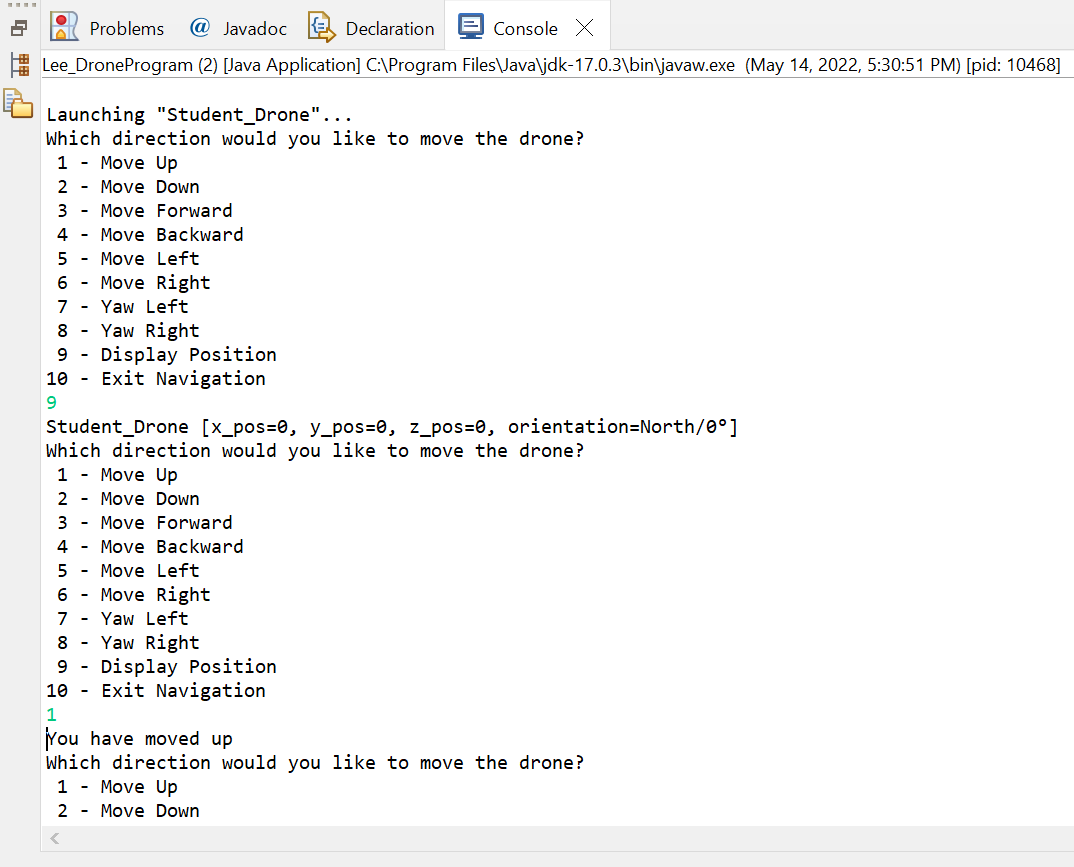 Problems @ Javadoc Declaration Console
Lee_DroneProgram (2) [Java Application] C:\Program Files\Java\jdk-17.0.3\bin\javaw.exe (May 14, 2022, 5:30:51 PM) [pid: 10468]
Launching "Student_Drone"...
Which direction would you like to move the drone?
1 - Move Up
2 - Move Down
3 - Move Forward
4 - Move Backward
5 - Move Left
6 - Move Right
7 - Yaw Left
8 - Yaw Right
9 - Display Position
10 - Exit Navigation
9
Student_Drone [x_pos=0, y_pos=0, z_pos=0, orientation=North/0°]
Which direction would you like to move the drone?
1 - Move Up
2 - Move Down
3 - Move Forward
4 - Move Backward
5 - Move Left
6 - Move Right
7 - Yaw Left
8 - Yaw Right
9 - Display Position
10 - Exit Navigation
1
You have moved up
Which direction would you like to move the drone?
1 - Move Up
2 - Move Down